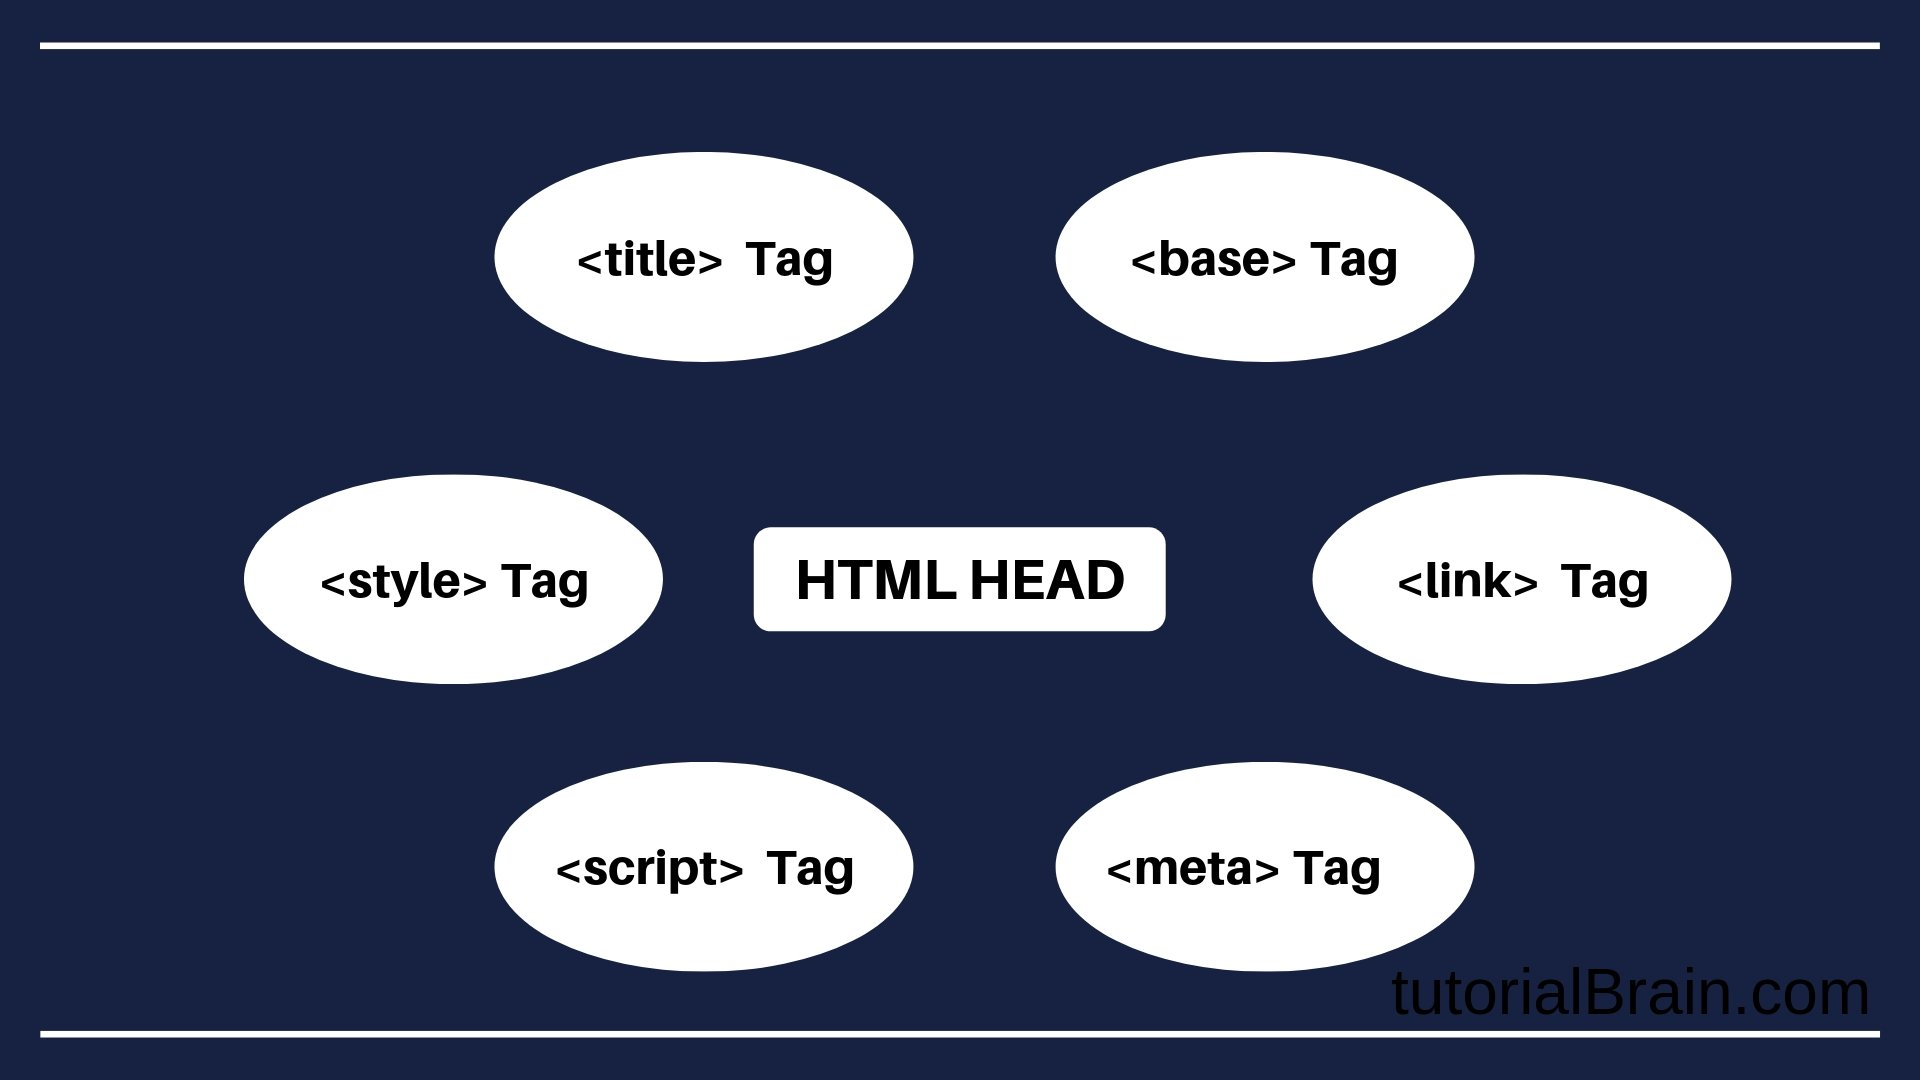 <title> Tag
<base> Tag
<style> Tag
HTML HEAD
<link> Tag
<script> Tag
<meta> Tag
tutorialBrain.com